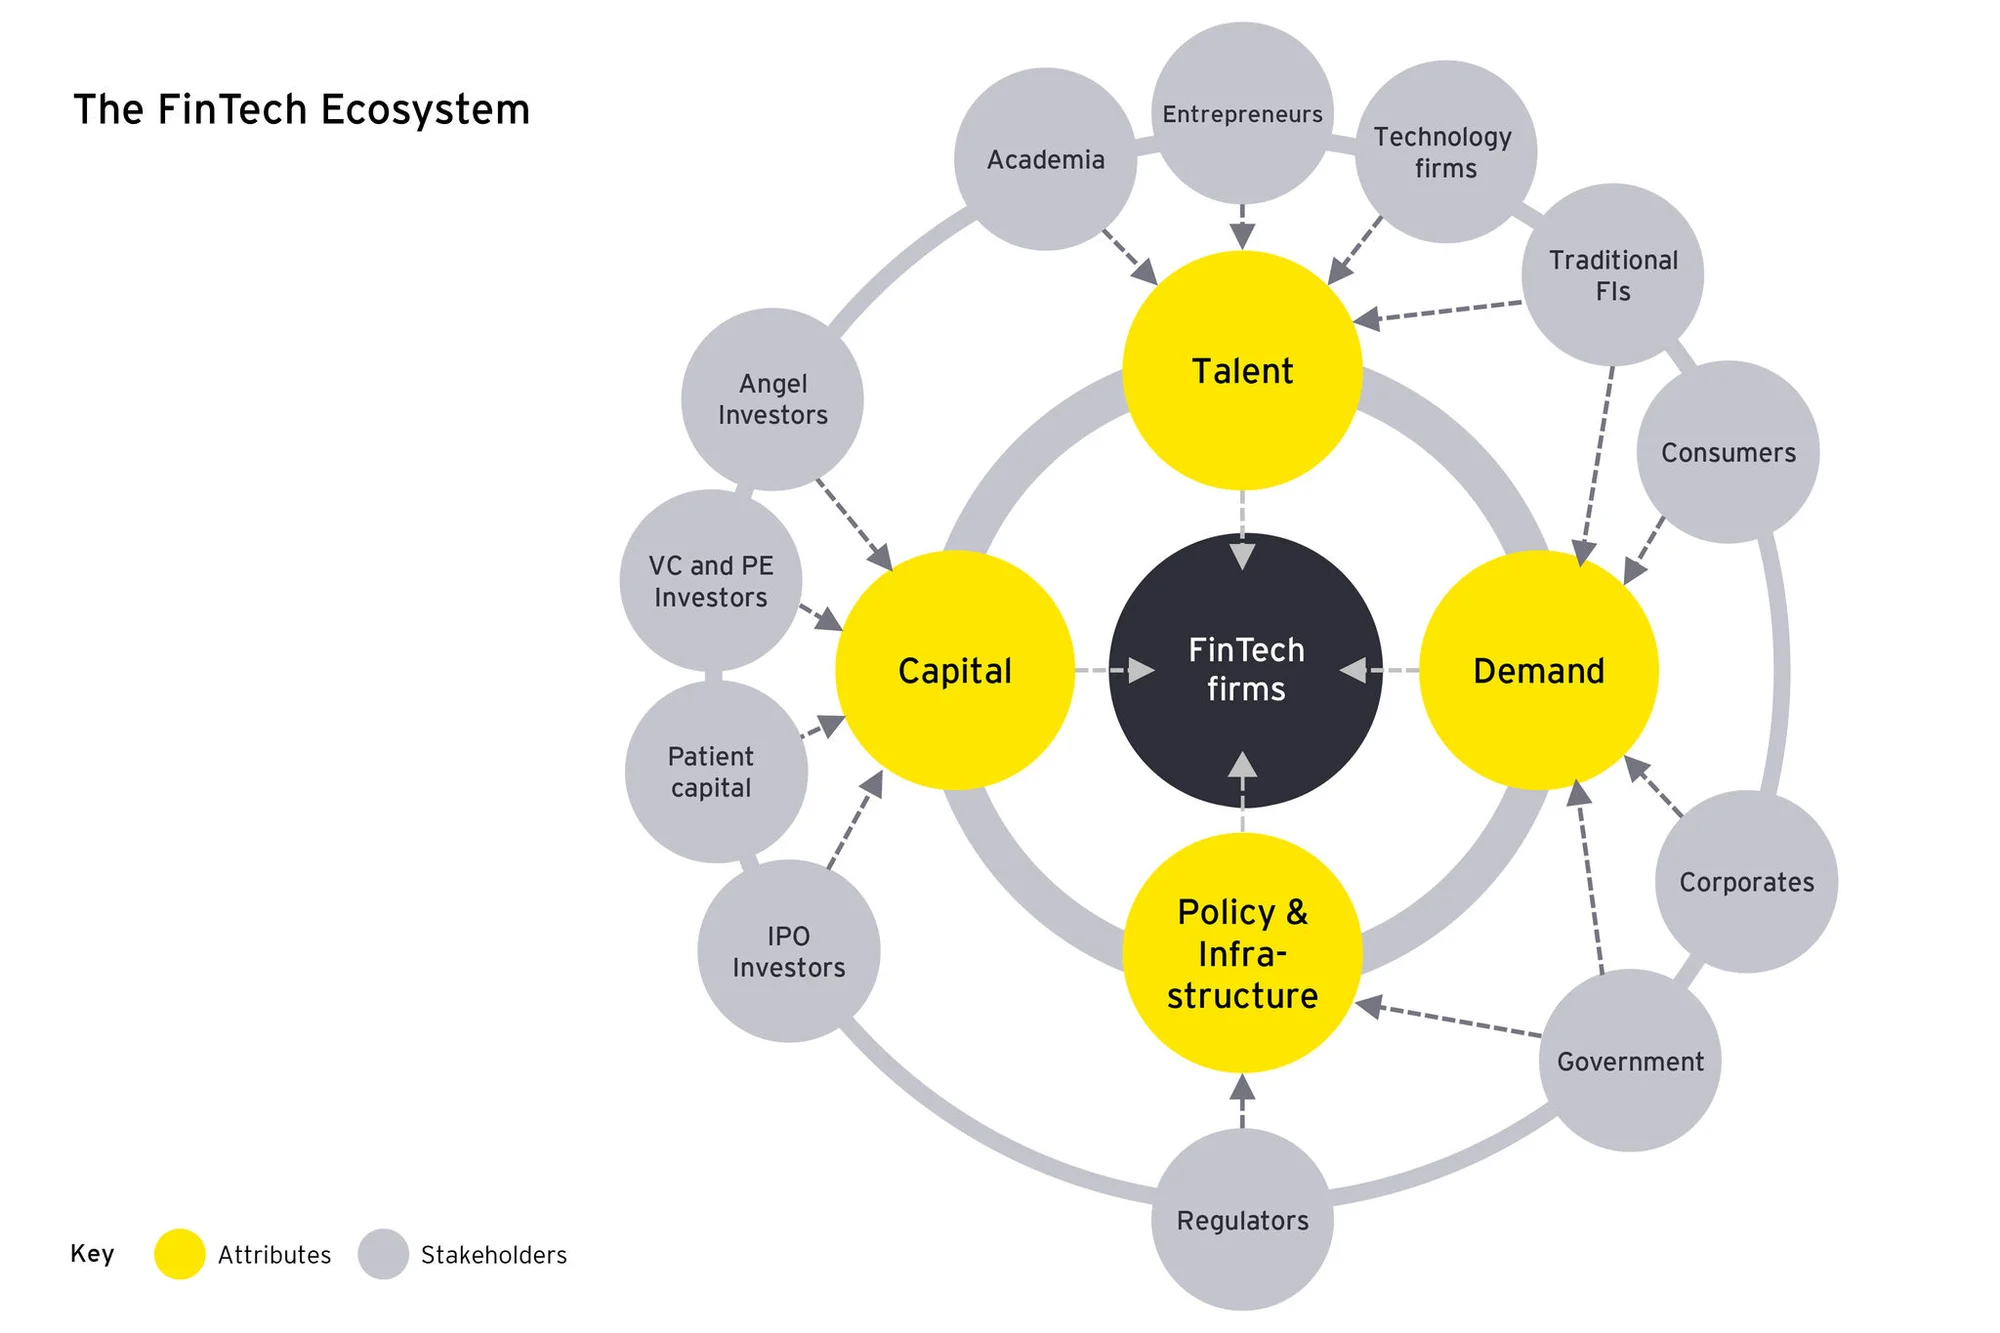 The FinTech Ecosystem
Entrepreneurs
Academia
Technology
firms
Traditional
FIs
Talent
Angel
Investors
Consumers
VC and PE
Investors
Capital
FinTech
firms
Demand
Patient
capital
Corporates
IPO
Investors
Policy &
Infra-
structure
Government
Regulators
Key
Attributes
Stakeholders